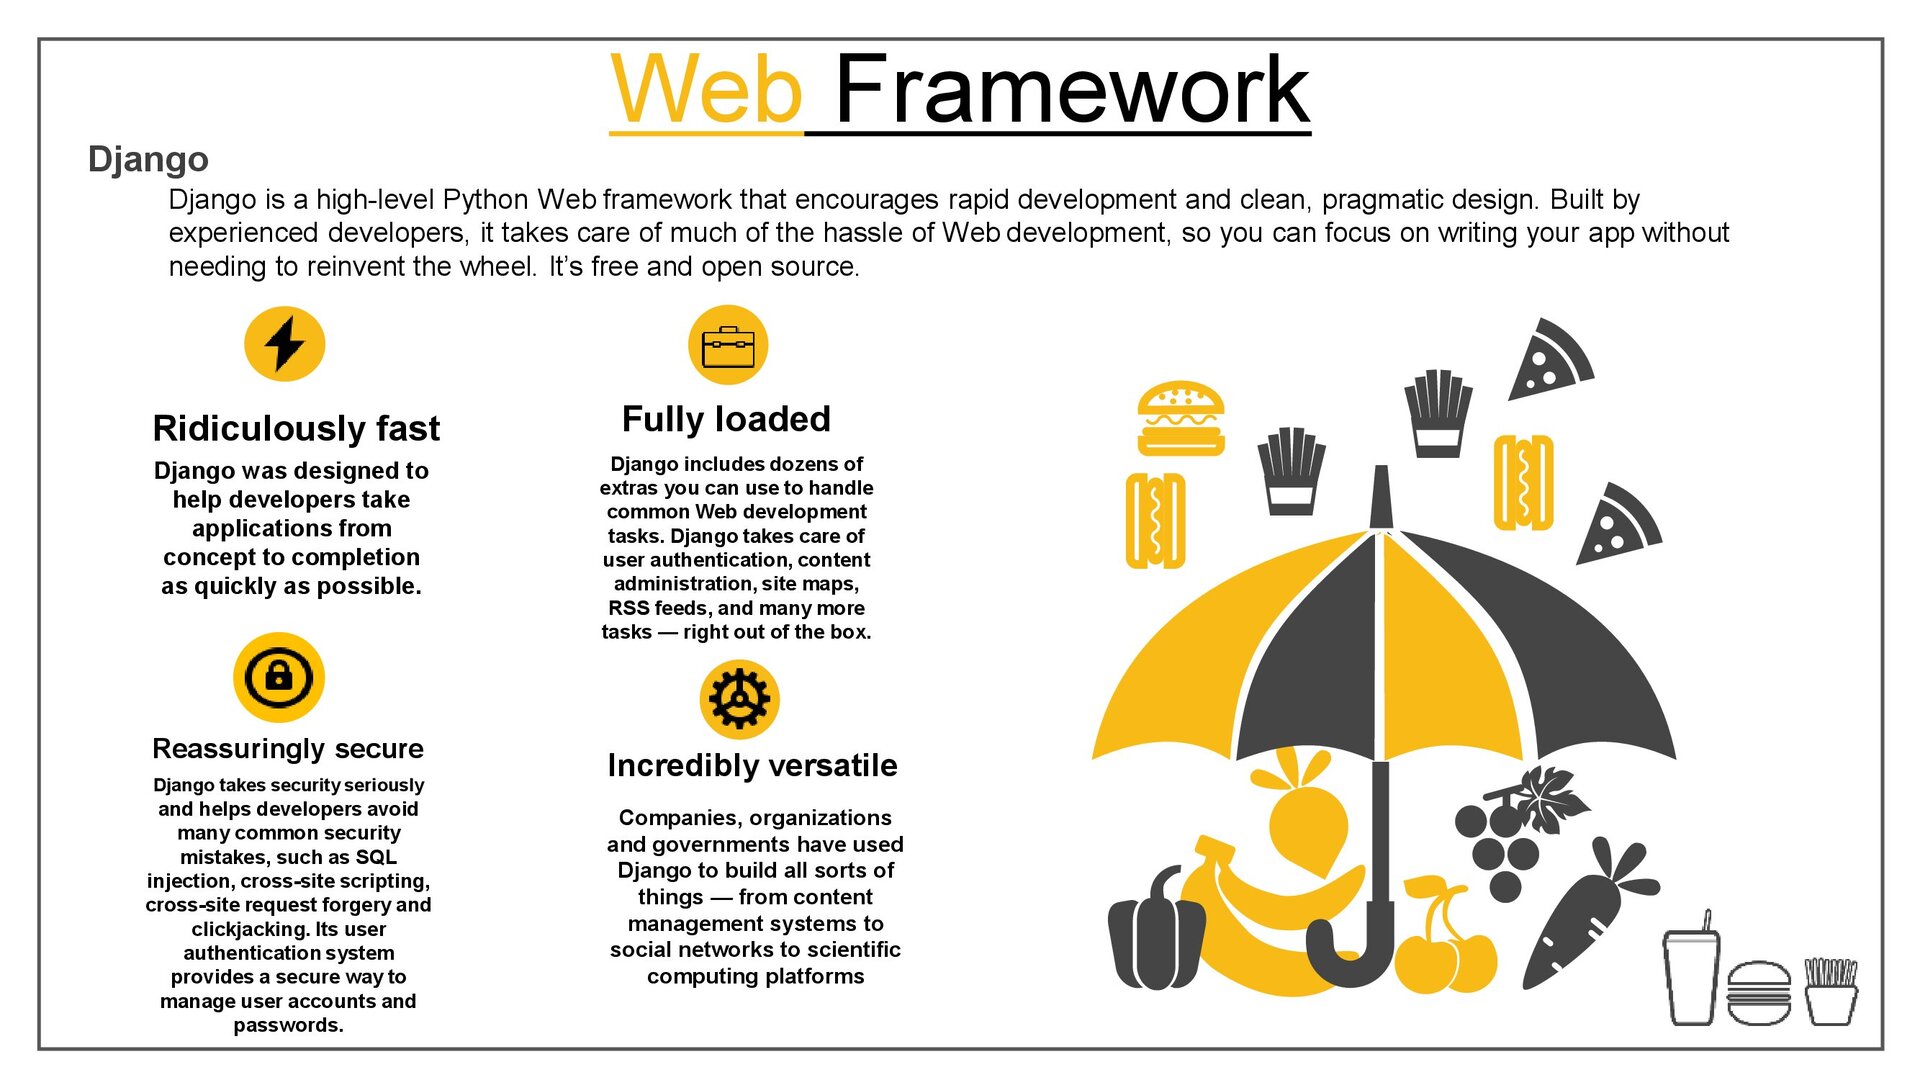 Web Framework
Django
Django is a high-level Python Web framework that encourages rapid development and clean, pragmatic design. Built by
experienced developers, it takes care of much of the hassle of Web development, so you can focus on writing your app without
needing to reinvent the wheel. It’s free and open source.
Ridiculously fast
Django was designed to
help developers take
applications from
concept to completion
as quickly as possible.
Fully loaded
Django includes dozens of
extras you can use to handle
common Web development
tasks. Django takes care of
user authentication, content
administration, site maps,
RSS feeds, and many more
tasks — right out of the box.
Reassuringly secure
Django takes security seriously
and helps developers avoid
many common security
mistakes, such as SQL
injection, cross-site scripting,
cross-site request forgery and
clickjacking. Its user
authentication system
provides a secure way to
manage user accounts and
passwords.
Incredibly versatile
Companies, organizations
and governments have used
Django to build all sorts of
things — from content
management systems to
social networks to scientific
computing platforms